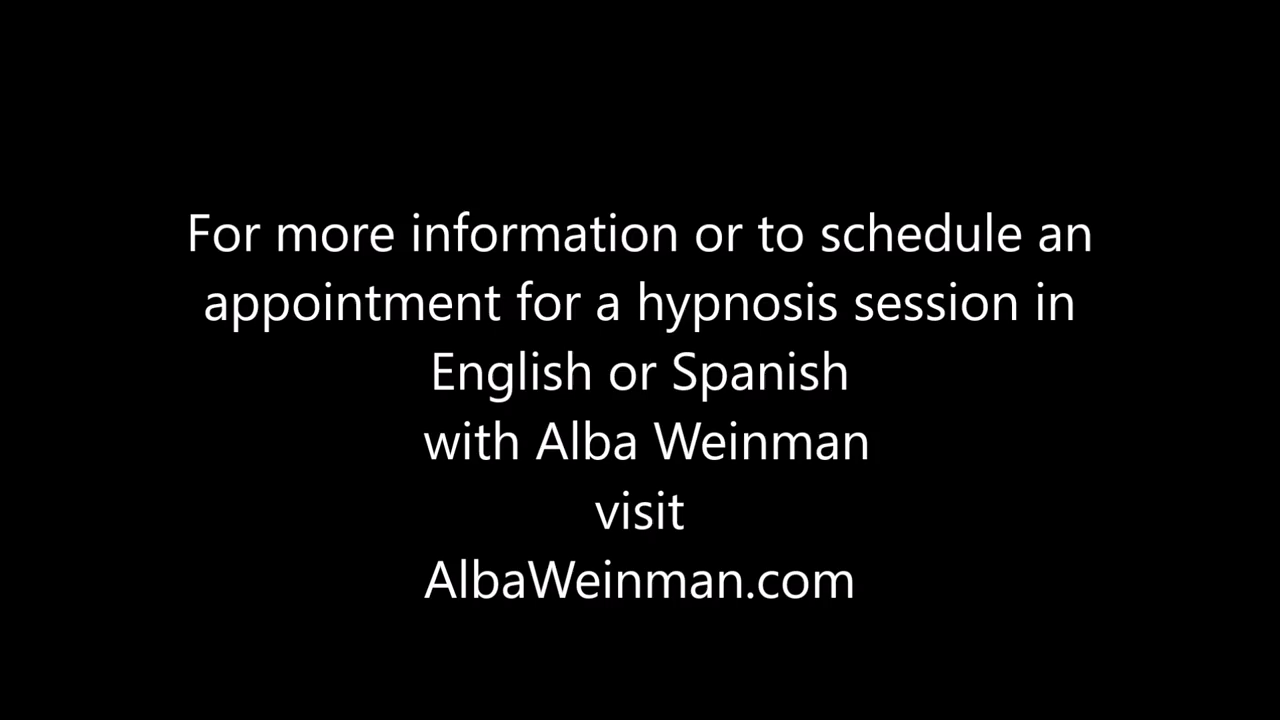 For more information or to schedule an
appointment for a hypnosis session in
English or Spanish
with Alba Weinman
visit
AlbaWeinman.com